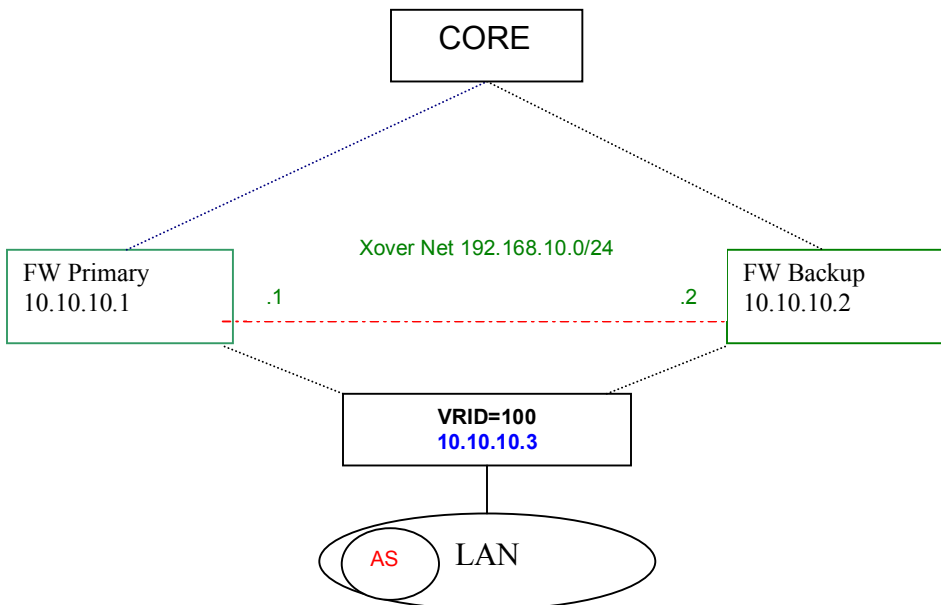 CORE
Xover Net 192.168.10.0/24
FW Primary
10.10.10.1
.1
.2
FW Backup
10.10.10.2
VRID=100
10.10.10.3
AS
LAN